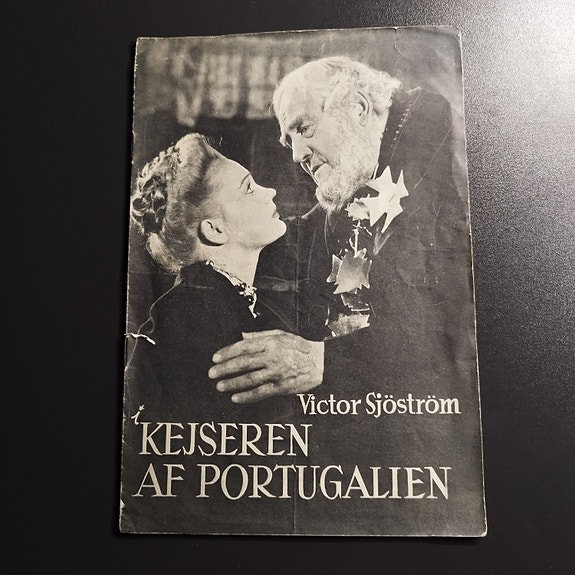 Victor Sjöström
i
KEJSEREN
AF PORTUGALIEN